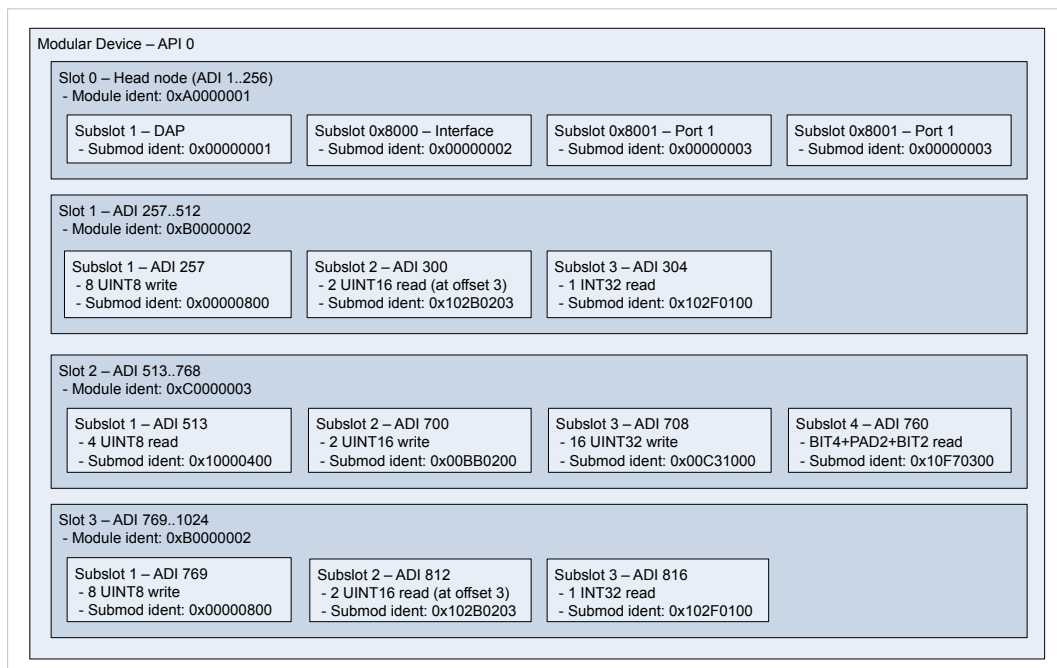 Modular Device – API 0
Slot 0 – Head node (ADI 1..256)
- Module ident: 0xA0000001
Subslot 1 – DAP
- Submod ident: 0x00000001
Subslot 0x8000 – Interface
- Submod ident: 0x00000002
Subslot 0x8001 – Port 1
- Submod ident: 0x00000003
Subslot 0x8001 – Port 1
- Submod ident: 0x00000003
Slot 1 – ADI 257..512
- Module ident: 0xB0000002
Subslot 1 – ADI 257
- 8 UINT8 write
- Submod ident: 0x00000800
Subslot 2 – ADI 300
- 2 UINT16 read (at offset 3)
- Submod ident: 0x102B0203
Subslot 3 – ADI 304
- 1 INT32 read
- Submod ident: 0x102F0100
Slot 2 – ADI 513..768
- Module ident: 0xC0000003
Subslot 1 – ADI 513
- 4 UINT8 read
- Submod ident: 0x10000400
Subslot 2 – ADI 700
- 2 UINT16 write
- Submod ident: 0x00BB0200
Subslot 3 – ADI 708
- 16 UINT32 write
- Submod ident: 0x00C31000
Subslot 4 – ADI 760
- BIT4+PAD2+BIT2 read
- Submod ident: 0x10F70300
Slot 3 – ADI 769..1024
- Module ident: 0xB0000002
Subslot 1 – ADI 769
- 8 UINT8 write
- Submod ident: 0x00000800
Subslot 2 – ADI 812
- 2 UINT16 read (at offset 3)
- Submod ident: 0x102B0203
Subslot 3 – ADI 816
- 1 INT32 read
- Submod ident: 0x102F0100